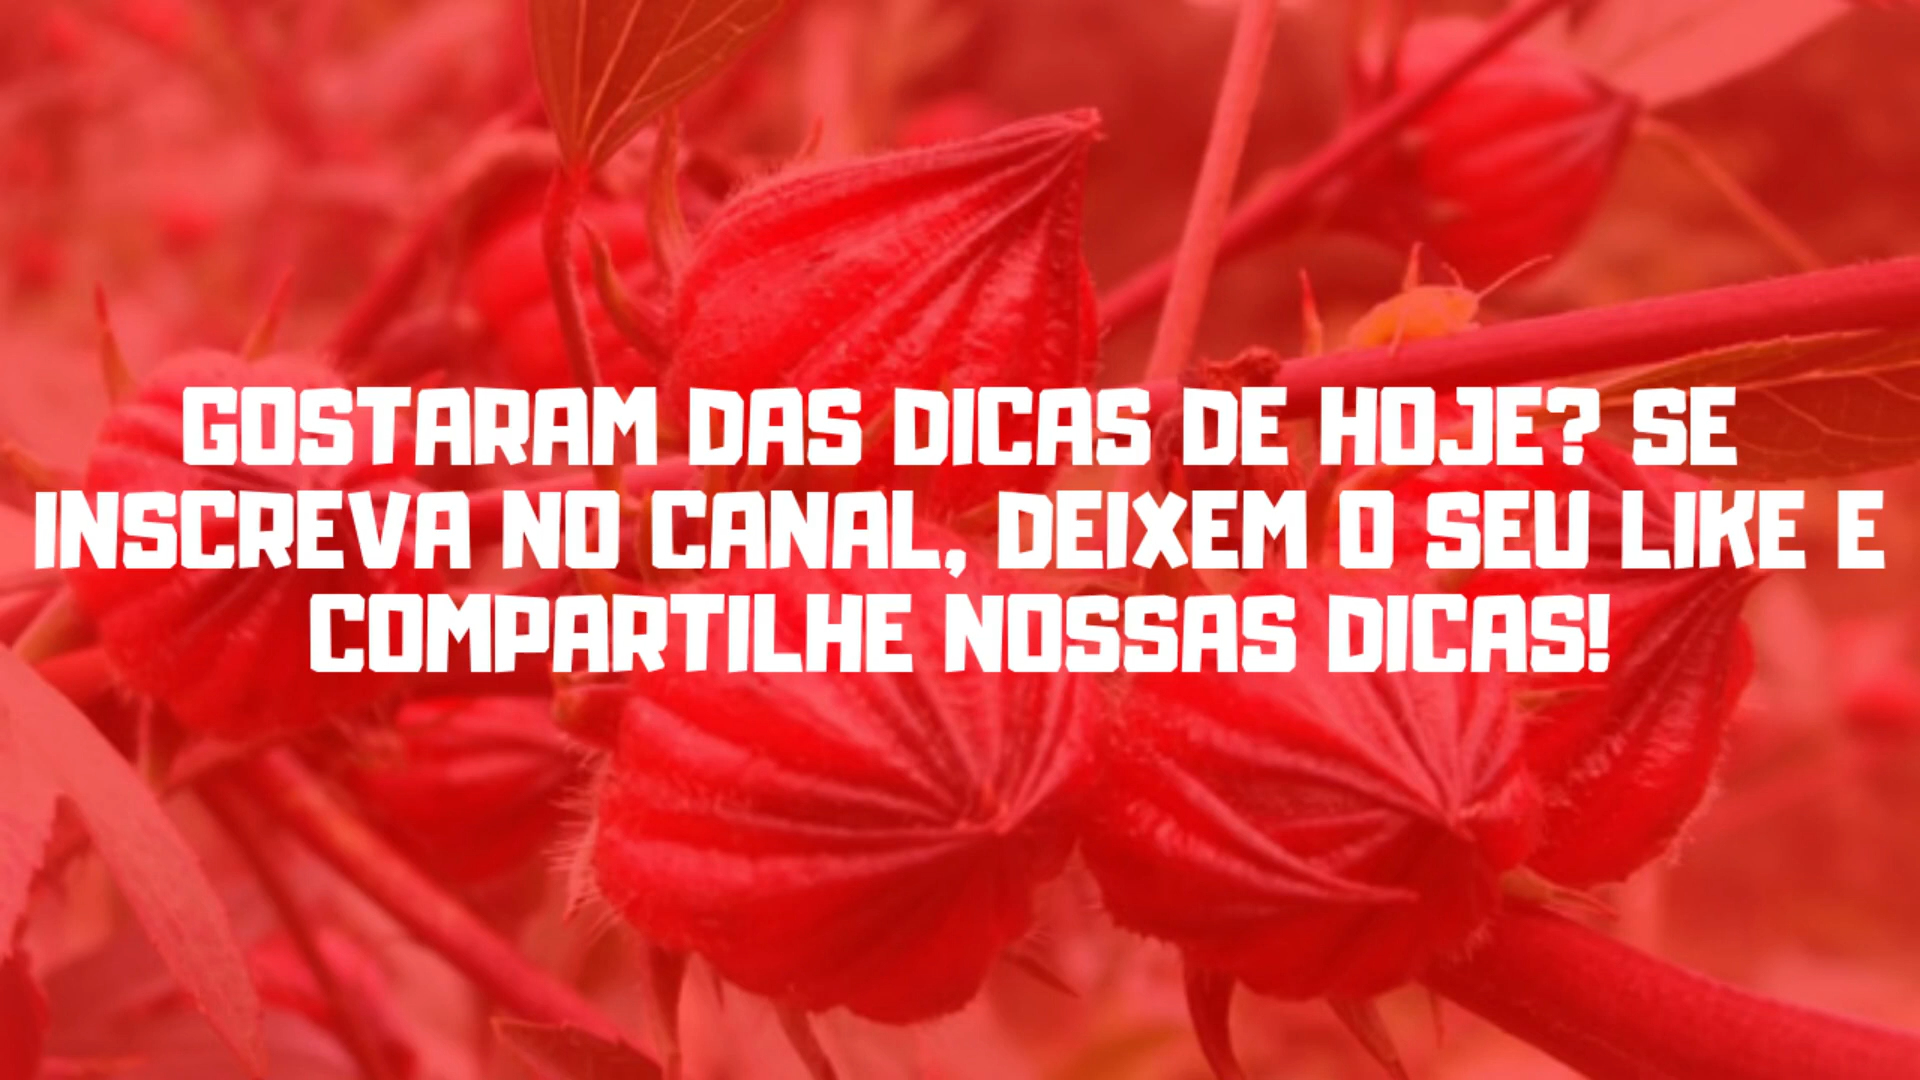 GOSTARAM DAS DICAS DE HOJE? SE
INSCREVA NO CANAL, DEIXEM O SEU LIKE E
COMPARTILHE NOSSAS DICAS!